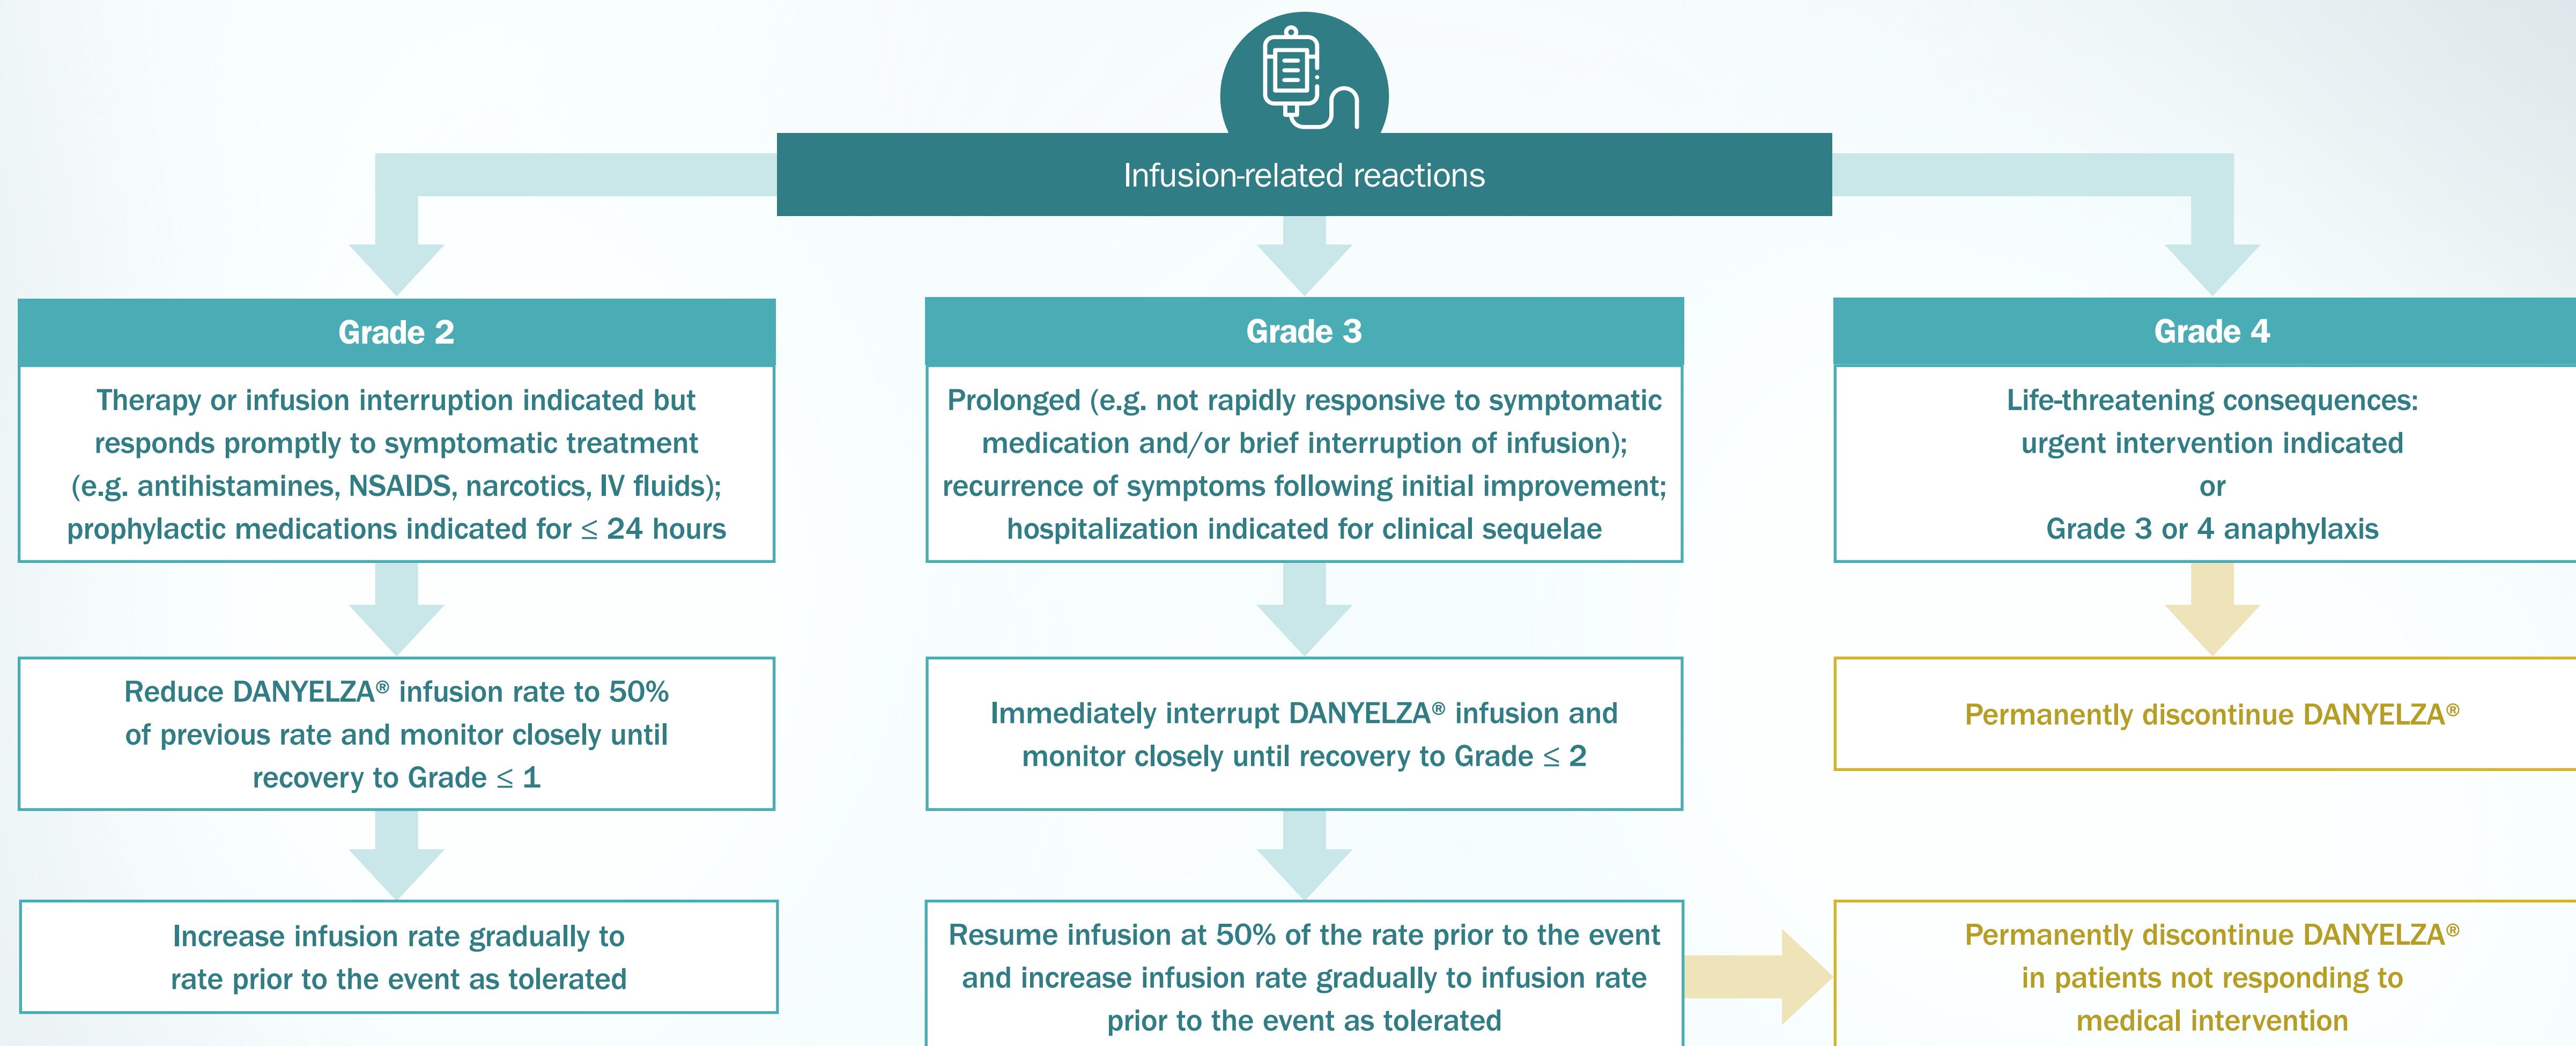 Infusion-related reactions
Grade 2
Therapy or infusion interruption indicated but
responds promptly to symptomatic treatment
(e.g. antihistamines, NSAIDS, narcotics, IV fluids);
prophylactic medications indicated for ≤ 24 hours
Reduce DANYELZA® infusion rate to 50%
of previous rate and monitor closely until
recovery to Grade ≤ 1
Increase infusion rate gradually to
rate prior to the event as tolerated
Grade 3
Prolonged (e.g. not rapidly responsive to symptomatic
medication and/or brief interruption of infusion);
recurrence of symptoms following initial improvement;
hospitalization indicated for clinical sequelae
Immediately interrupt DANYELZA® infusion and
monitor closely until recovery to Grade ≤ 2
Resume infusion at 50% of the rate prior to the event
and increase infusion rate gradually to infusion rate
prior to the event as tolerated
Grade 4
Life-threatening consequences:
urgent intervention indicated
or
Grade 3 or 4 anaphylaxis
Permanently discontinue DANYELZA®
Permanently discontinue DANYELZA®
in patients not responding to
medical intervention